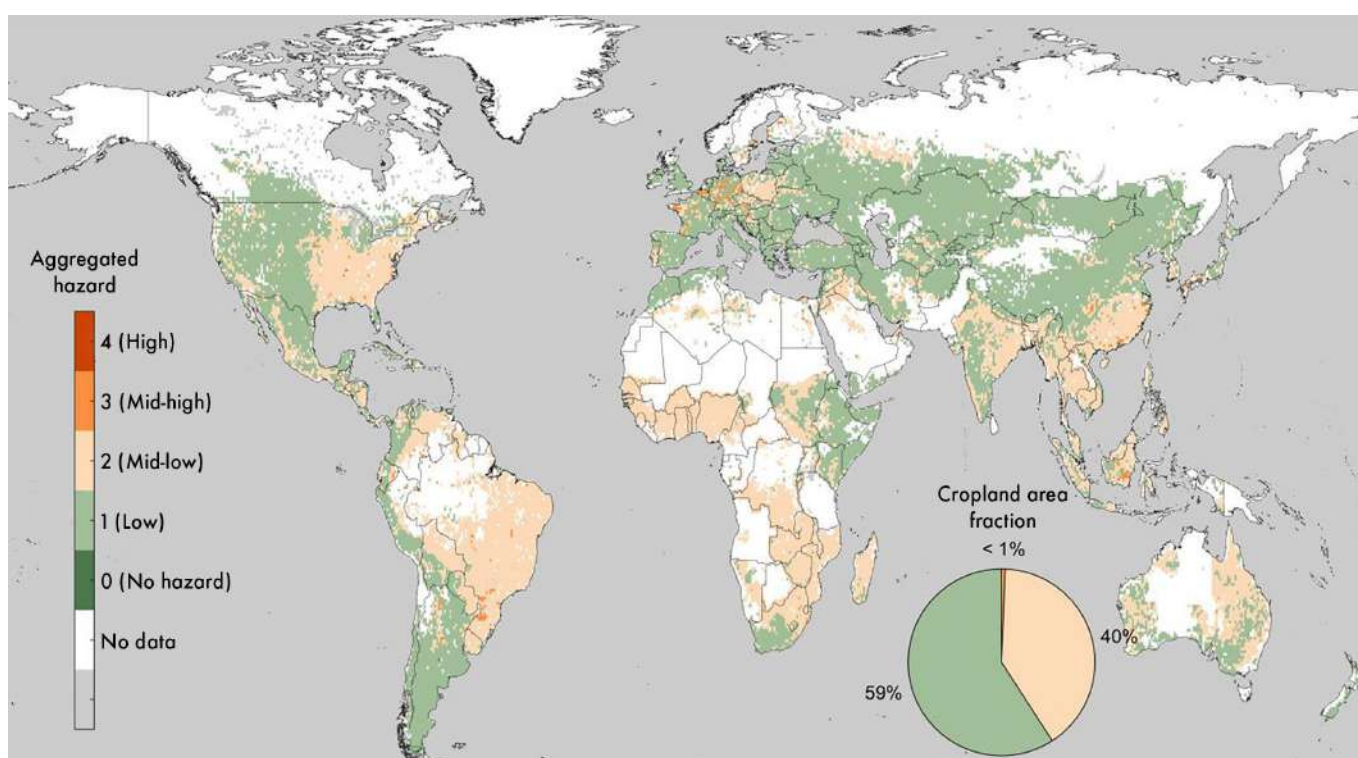 Aggregated
hazard
4 (High)
3 (Mid-high)
2 (Mid-low)
1 (Low)
0 (No hazard)
No data
Cropland area
fraction
< 1%
40%
59%